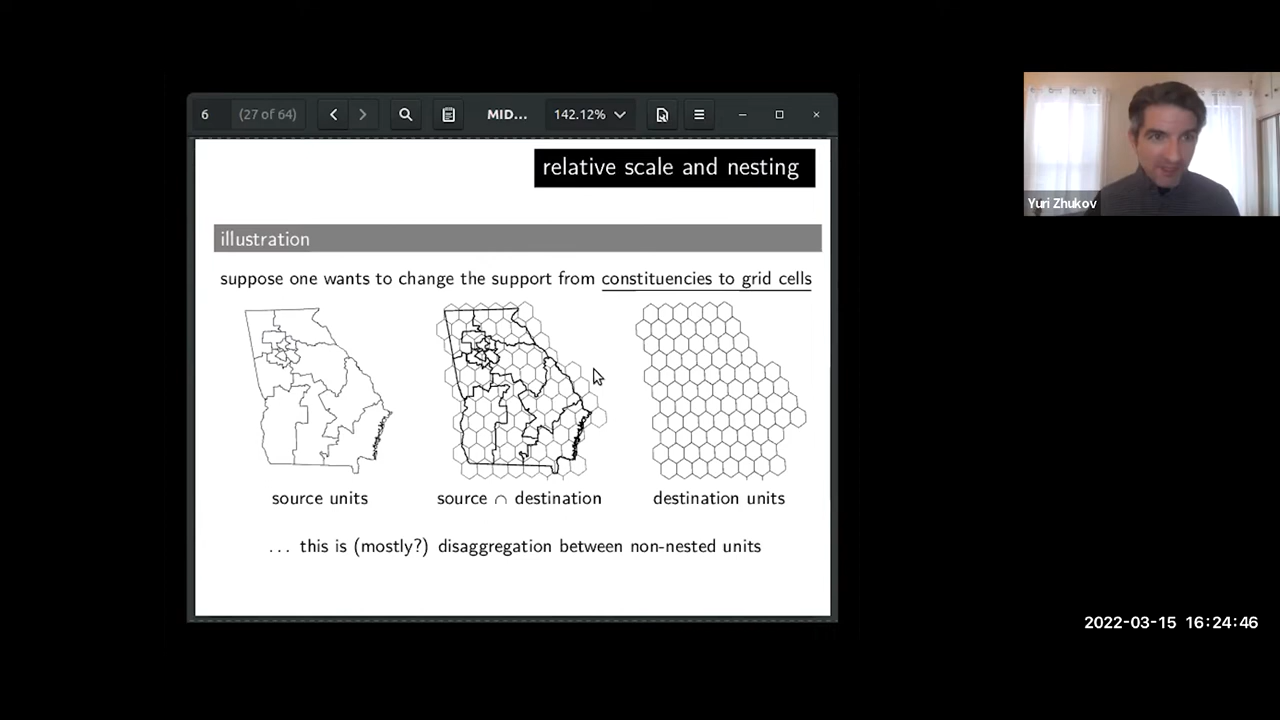 6 (27 of 64) MID... 142.12%
relative scale and nesting
illustration
suppose one wants to change the support from constituencies to grid cells
source units source ∩ destination destination units
... this is (mostly?) disaggregation between non-nested units
Yuri Zhukov
2022-03-15 16:24:46